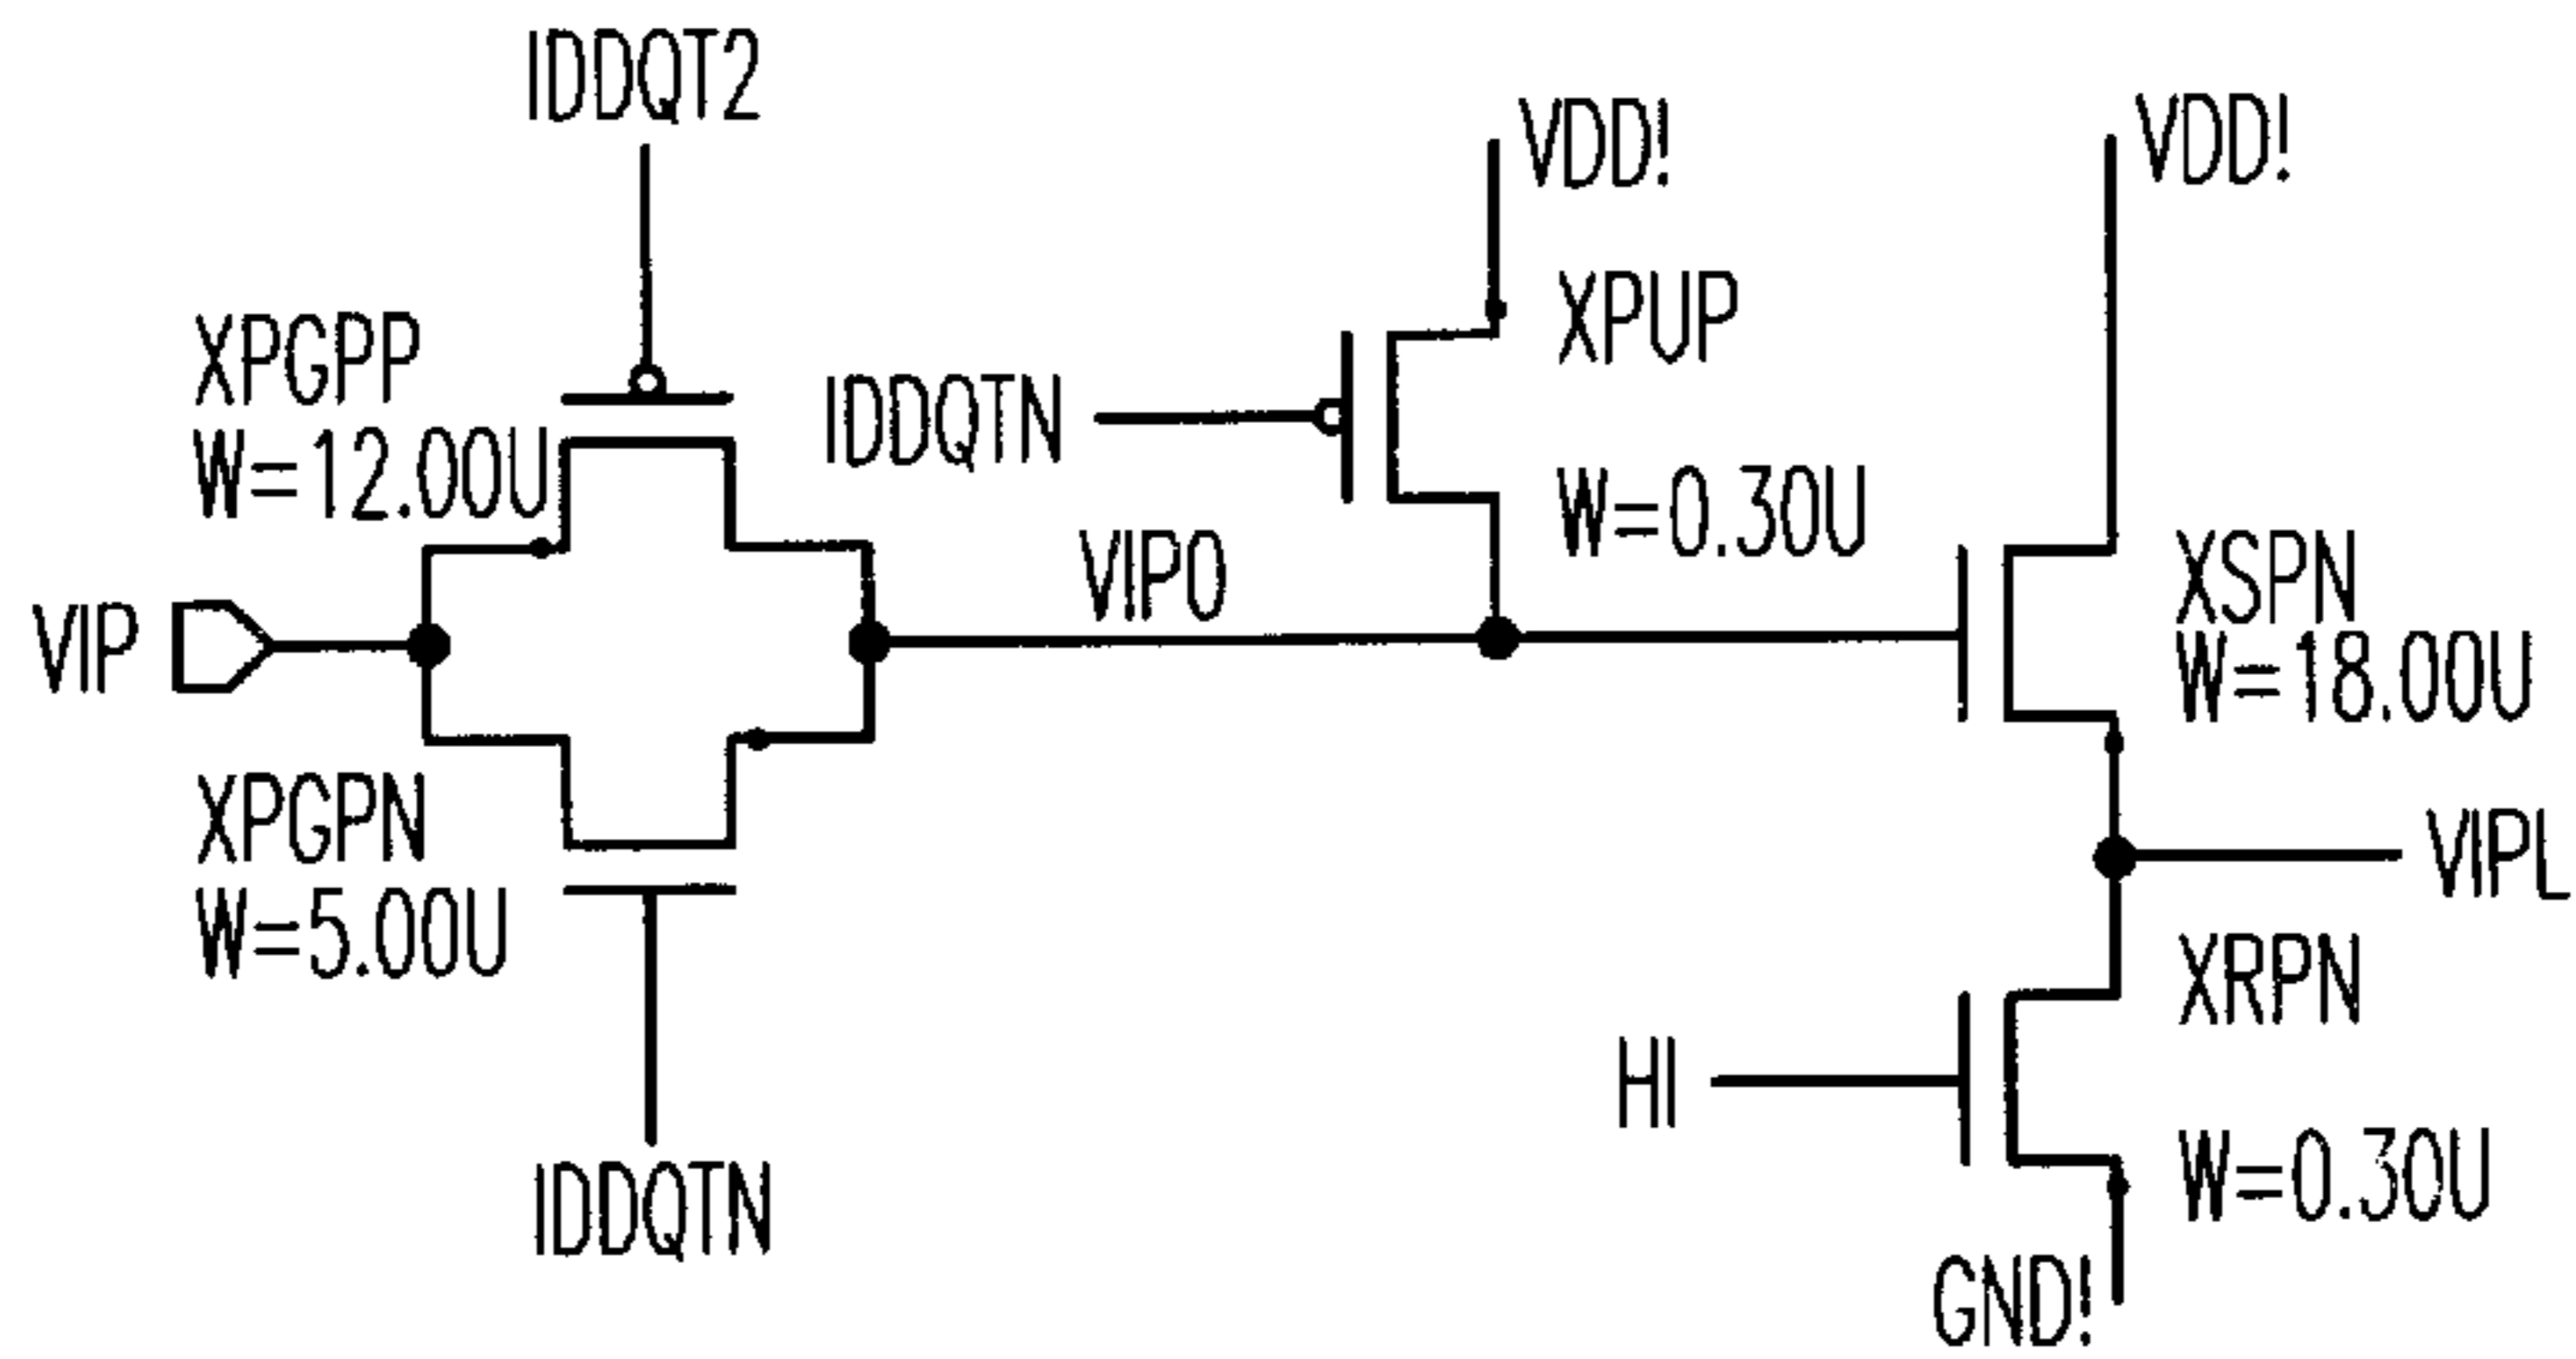 IDDQT2
VDD!
VDD!
XPGPP
W=12.00U
XPUP
IDDQTN
W=0.30U
VIP0
XSPN
W=18.00U
VIP
XPGPN
W=5.00U
VIPL
XRPN
HI
W=0.30U
IDDQTN
GND!